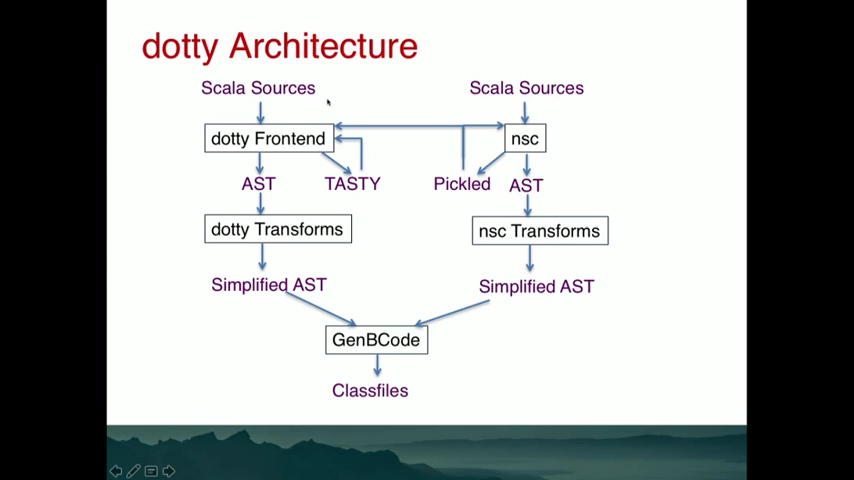 dotty Architecture
Scala Sources
Scala Sources
dotty Frontend
nsc
AST
TASTY
Pickled
AST
dotty Transforms
nsc Transforms
Simplified AST
Simplified AST
GenBCode
Classfiles